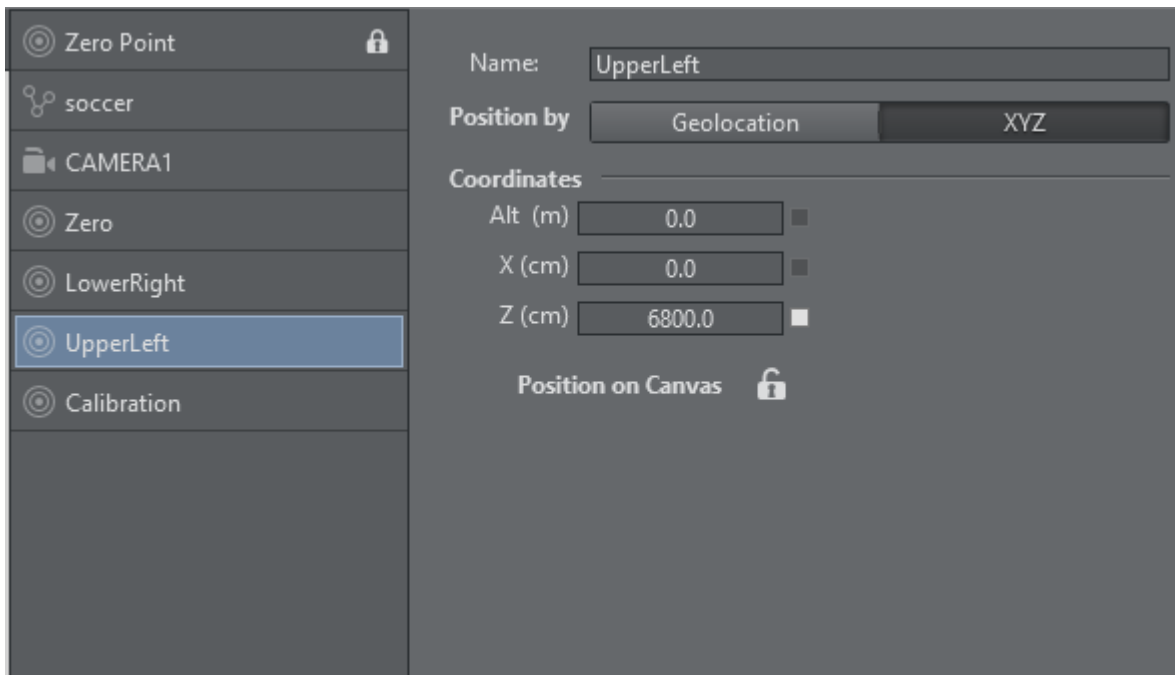 Zero Point
soccer
CAMERA1
Zero
LowerRight
UpperLeft
Calibration
Name: UpperLeft
Position by Geolocation XYZ
Coordinates
Alt (m) 0.0
X (cm) 0.0
Z (cm) 6800.0
Position on Canvas